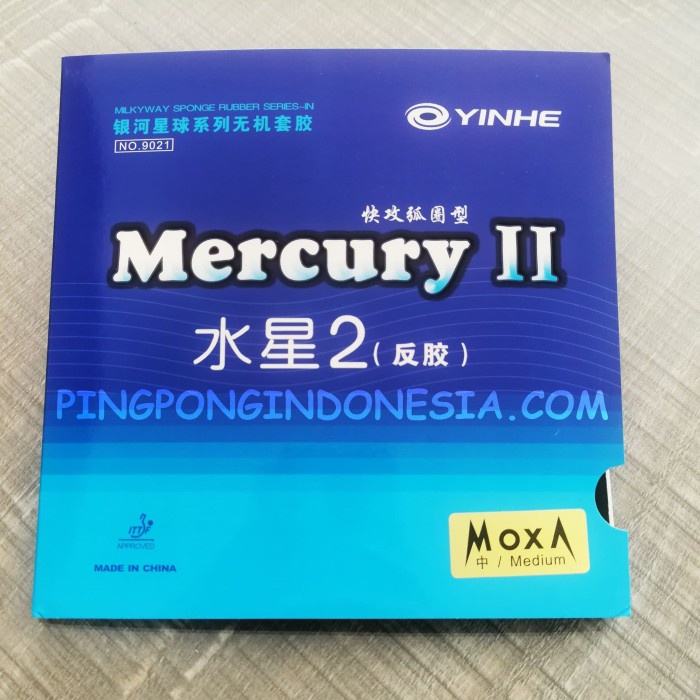 MILKYWAY SPONGE RUBBER SERIES-IN
银河星球系列无机套胶
NO.9021
YINHE
快攻弧圈型
Mercury II
水星2(反胶)
PINGPONGINDONESIA.COM
ITTF
APPROVED
MADE IN CHINA
MOXA
中 / Medium